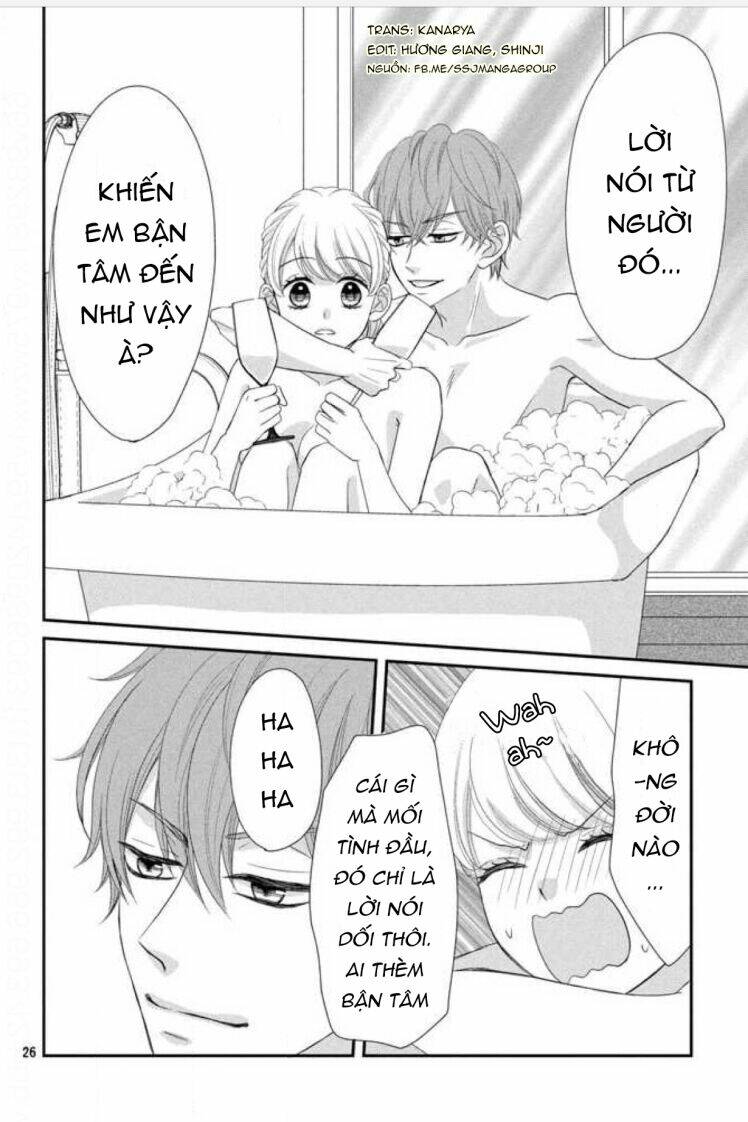 TRANS: KANARYA
EDIT: HƯƠNG GIANG, SHINJI
NGUỒN: FB.ME/SSJMANGAGROUP
LỜI
NÓI TỪ
NGƯỜI
ĐÓ...
KHIẾN
EM BẬN
TÂM ĐẾN
NHƯ VẬY
À?
KHÔ
-NG
ĐỜI
NÀO
...
Wah
ah~
CÁI GÌ
MÀ MỐI
TÌNH ĐẦU,
ĐÓ CHỈ LÀ
LỜI NÓI
DỐI THÔI.
AI THÈM
BẬN TÂM
HA
HA
HA
26